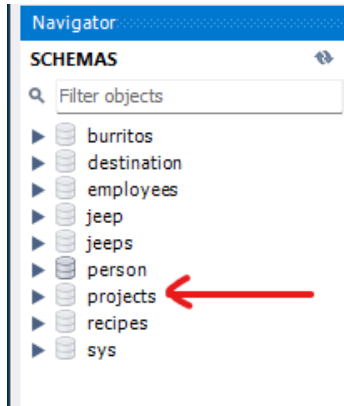 Navigator
SCHEMAS
Filter objects
burritos
destination
employees
jeep
jeeps
person
projects
recipes
sys